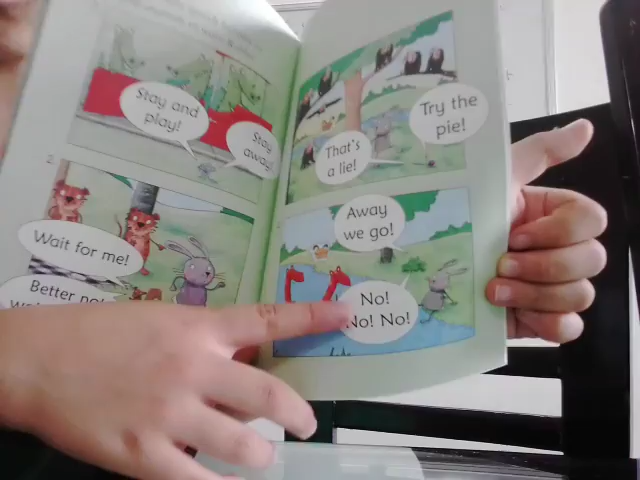 Stay and
play!
Stay
away!
Wait for me!
Better no
That's
a lie!
Try the
pie!
Away
we go!
No!
No! No!